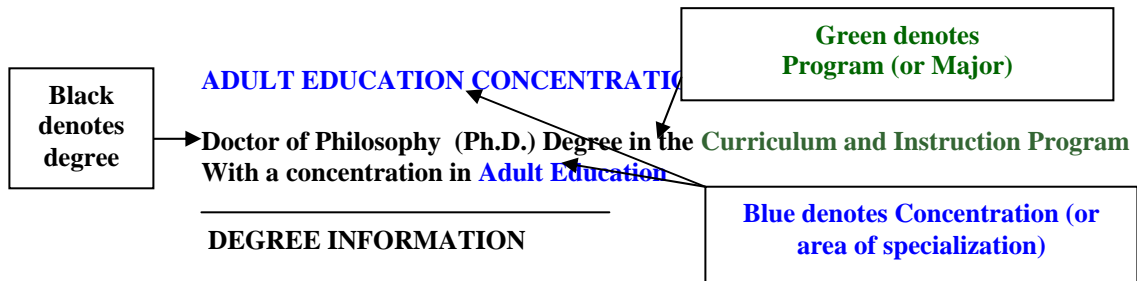 Green denotes
Program (or Major)
ADULT EDUCATION CONCENTRATIO
Black
denotes
degree
Doctor of Philosophy (Ph.D.) Degree in the Curriculum and Instruction Program
With a concentration in Adult Education
Blue denotes Concentration (or
area of specialization)
DEGREE INFORMATION